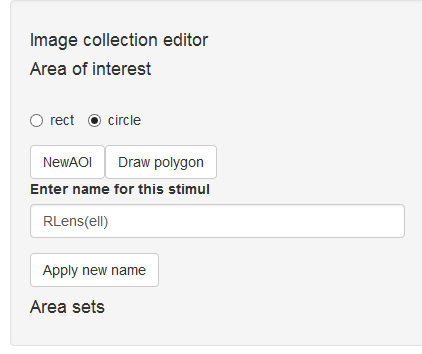 Image collection editor
Area of interest
rect circle
NewAOI Draw polygon
Enter name for this stimul
RLens(ell)
Apply new name
Area sets